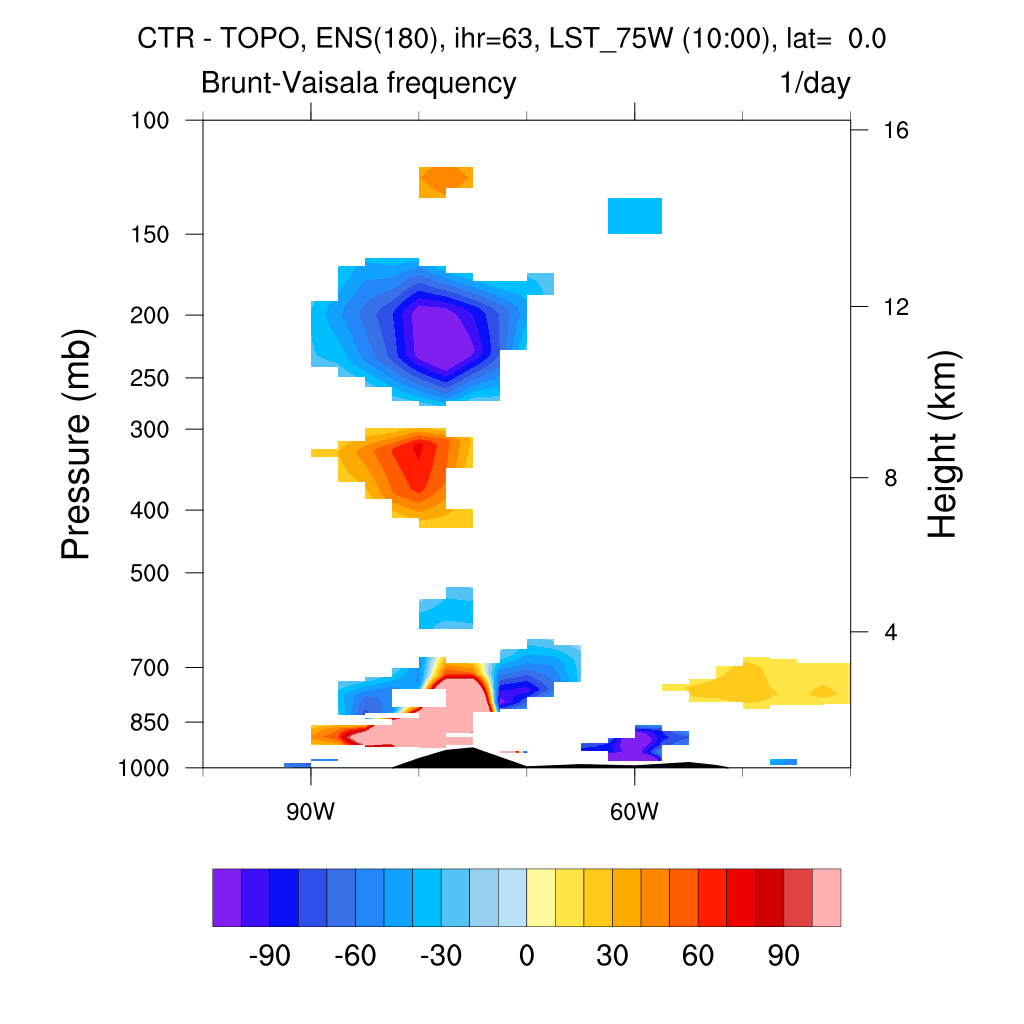 CTR - TOPO, ENS(180), ihr=63, LST_75W (10:00), lat=  0.0
Brunt-Vaisala frequency 1/day
100
150
200
250
300
400
500
700
850
1000
Pressure (mb)
16
12
8
4
Height (km)
90W 60W
-90 -60 -30 0 30 60 90